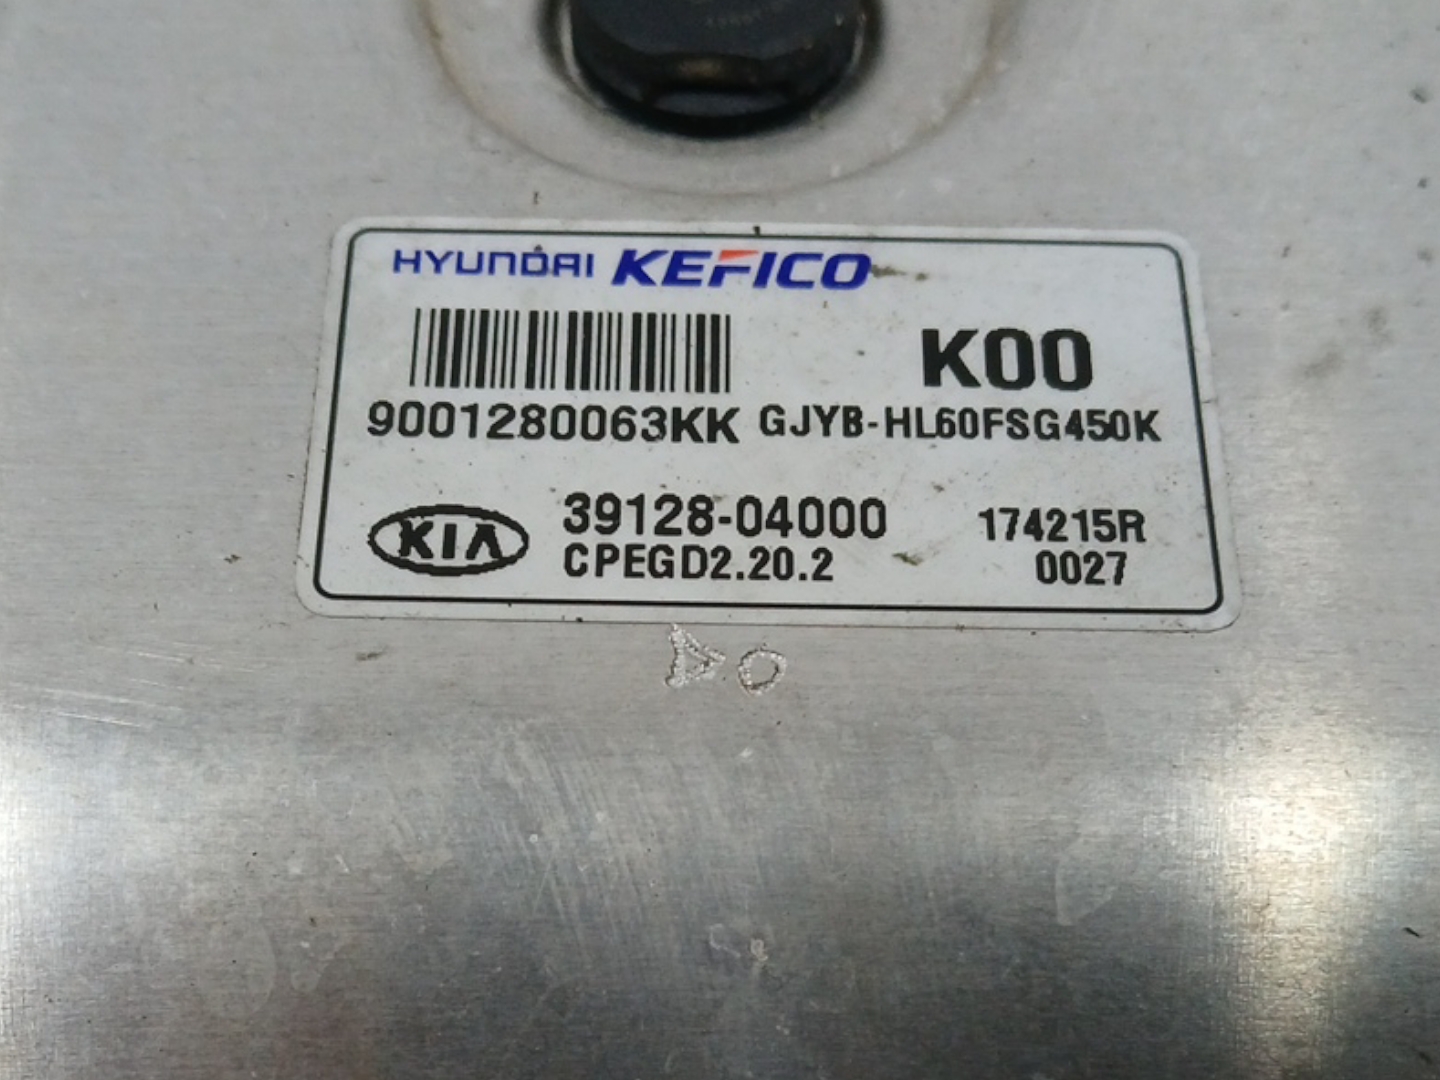 HYUNDAI KEFICO
K00
9001280063KK GJYB-HL60FSG450K
KIA 39128-04000 174215R
CPEGD2.20.2 0027